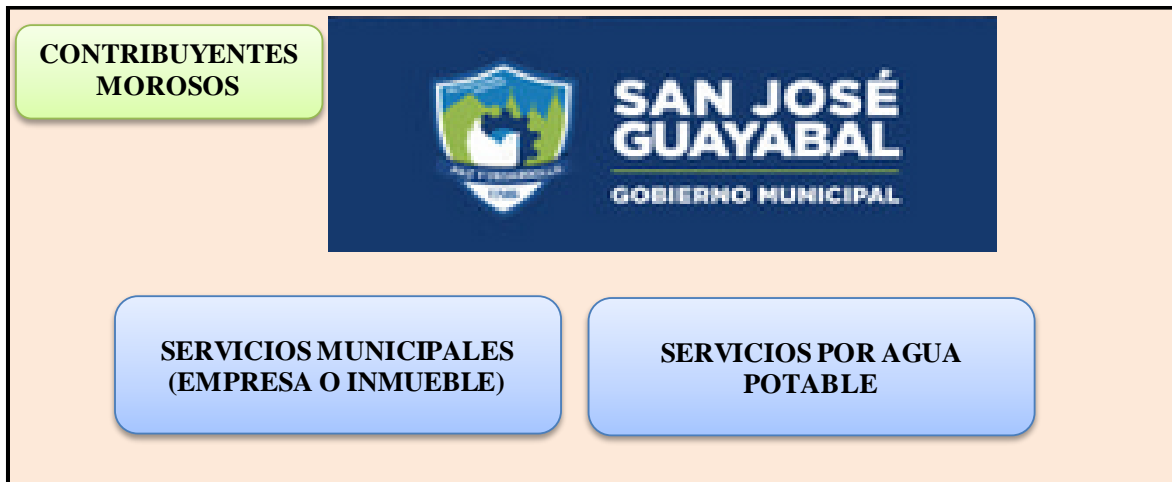 CONTRIBUYENTES
MOROSOS
SAN JOSÉ
GUAYABAL
GOBIERNO MUNICIPAL
SERVICIOS MUNICIPALES
(EMPRESA O INMUEBLE)
SERVICIOS POR AGUA
POTABLE